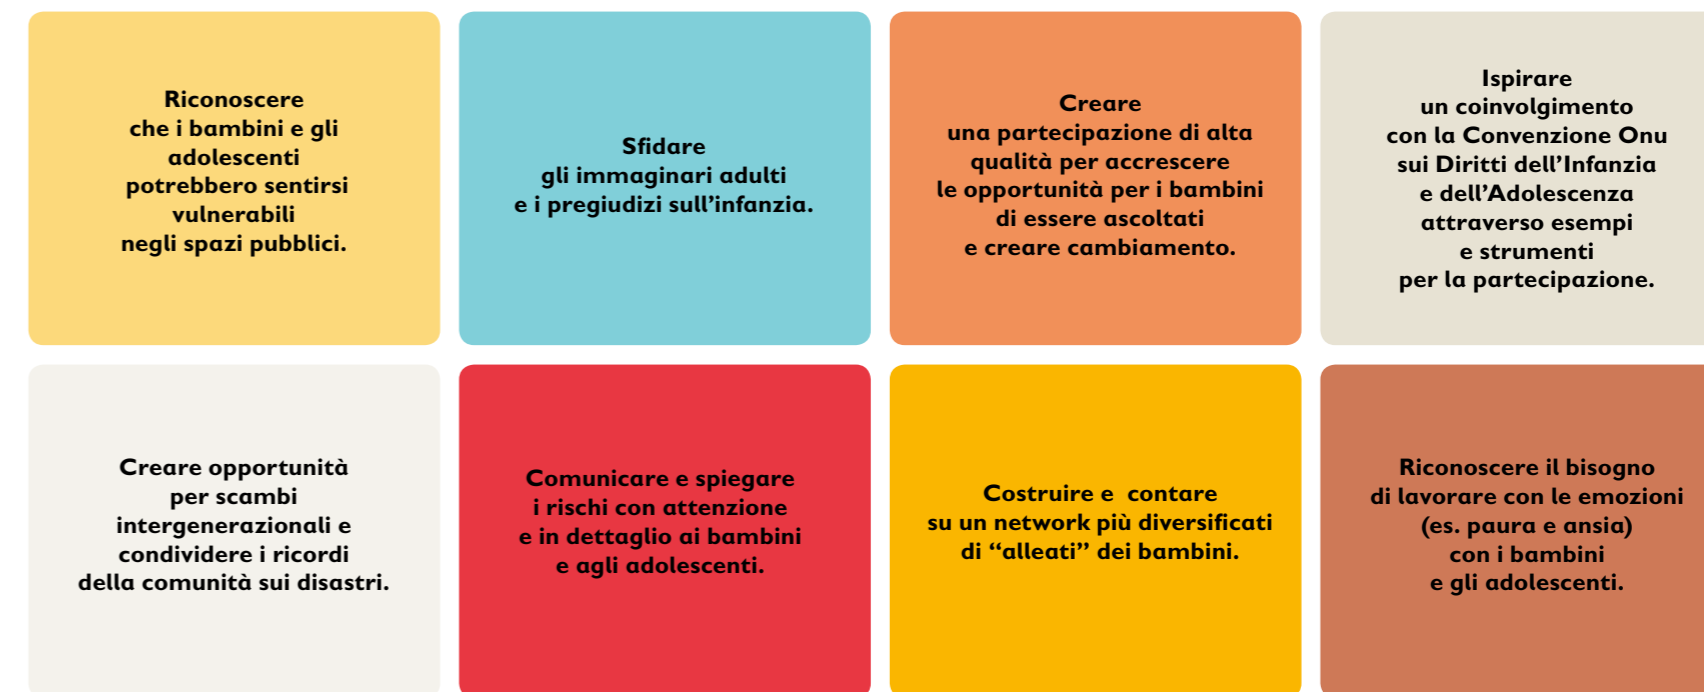 Riconoscere
che i bambini e gli
adolescenti
potrebbero sentirsi
vulnerabili
negli spazi pubblici.
Sfidare
gli immaginari adulti
e i pregiudizi sull’infanzia.
Creare
una partecipazione di alta
qualità per accrescere
le opportunità per i bambini
di essere ascoltati
e creare cambiamento.
Ispirare
un coinvolgimento
con la Convenzione Onu
sui Diritti dell’Infanzia
e dell’Adolescenza
attraverso esempi
e strumenti
per la partecipazione.
Creare opportunità
per scambi
intergenerazionali e
condividere i ricordi
della comunità sui disastri.
Comunicare e spiegare
i rischi con attenzione
e in dettaglio ai bambini
e agli adolescenti.
Costruire e  contare
su un network più diversificati
di “alleati” dei bambini.
Riconoscere il bisogno
di lavorare con le emozioni
(es. paura e ansia)
con i bambini
e gli adolescenti.